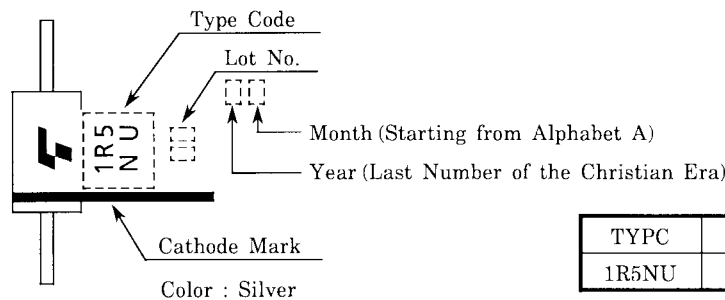 Type Code
Lot No.
1R5
NU
Month (Starting from Alphabet A)
Year (Last Number of the Christian Era)
Cathode Mark
Color : Silver
TYPC
1R5NU